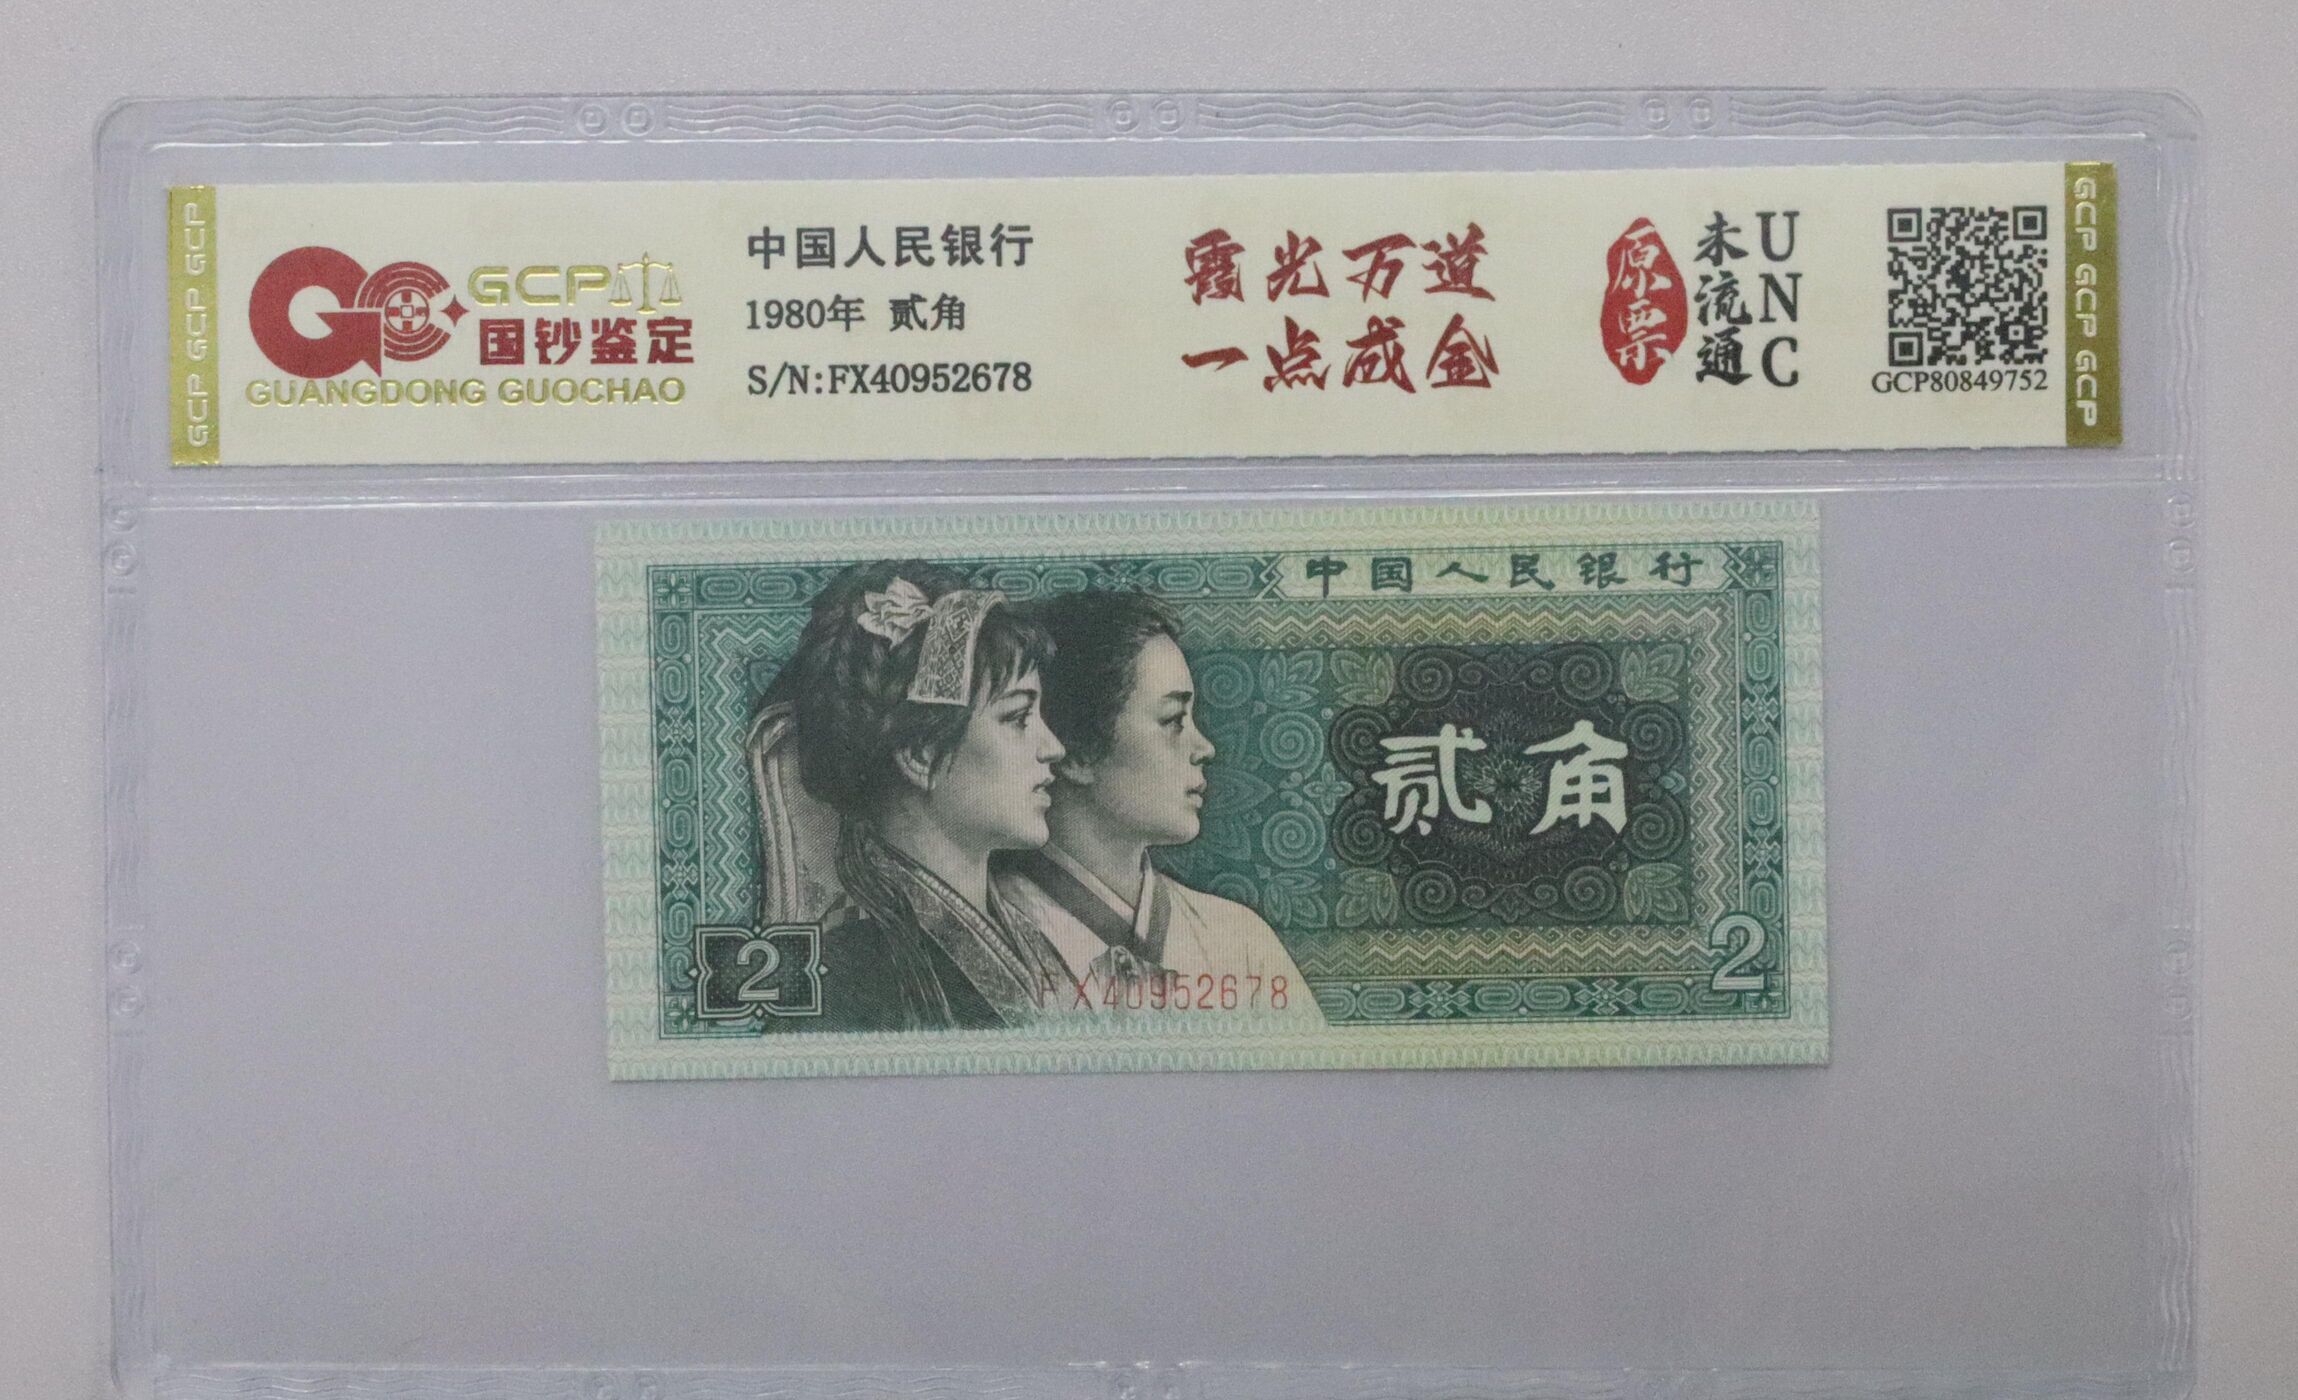 GCP GCP GCP
GCP
国钞鉴定
GUANGDONG GUOCHAO
中国人民银行
1980年 贰角
S/N:FX40952678
霞光万道
一点成金
原票
未流通
UNC
GCP80849752
GCP GCP GCP
中国人民银行
贰角
2
FX40952678
2